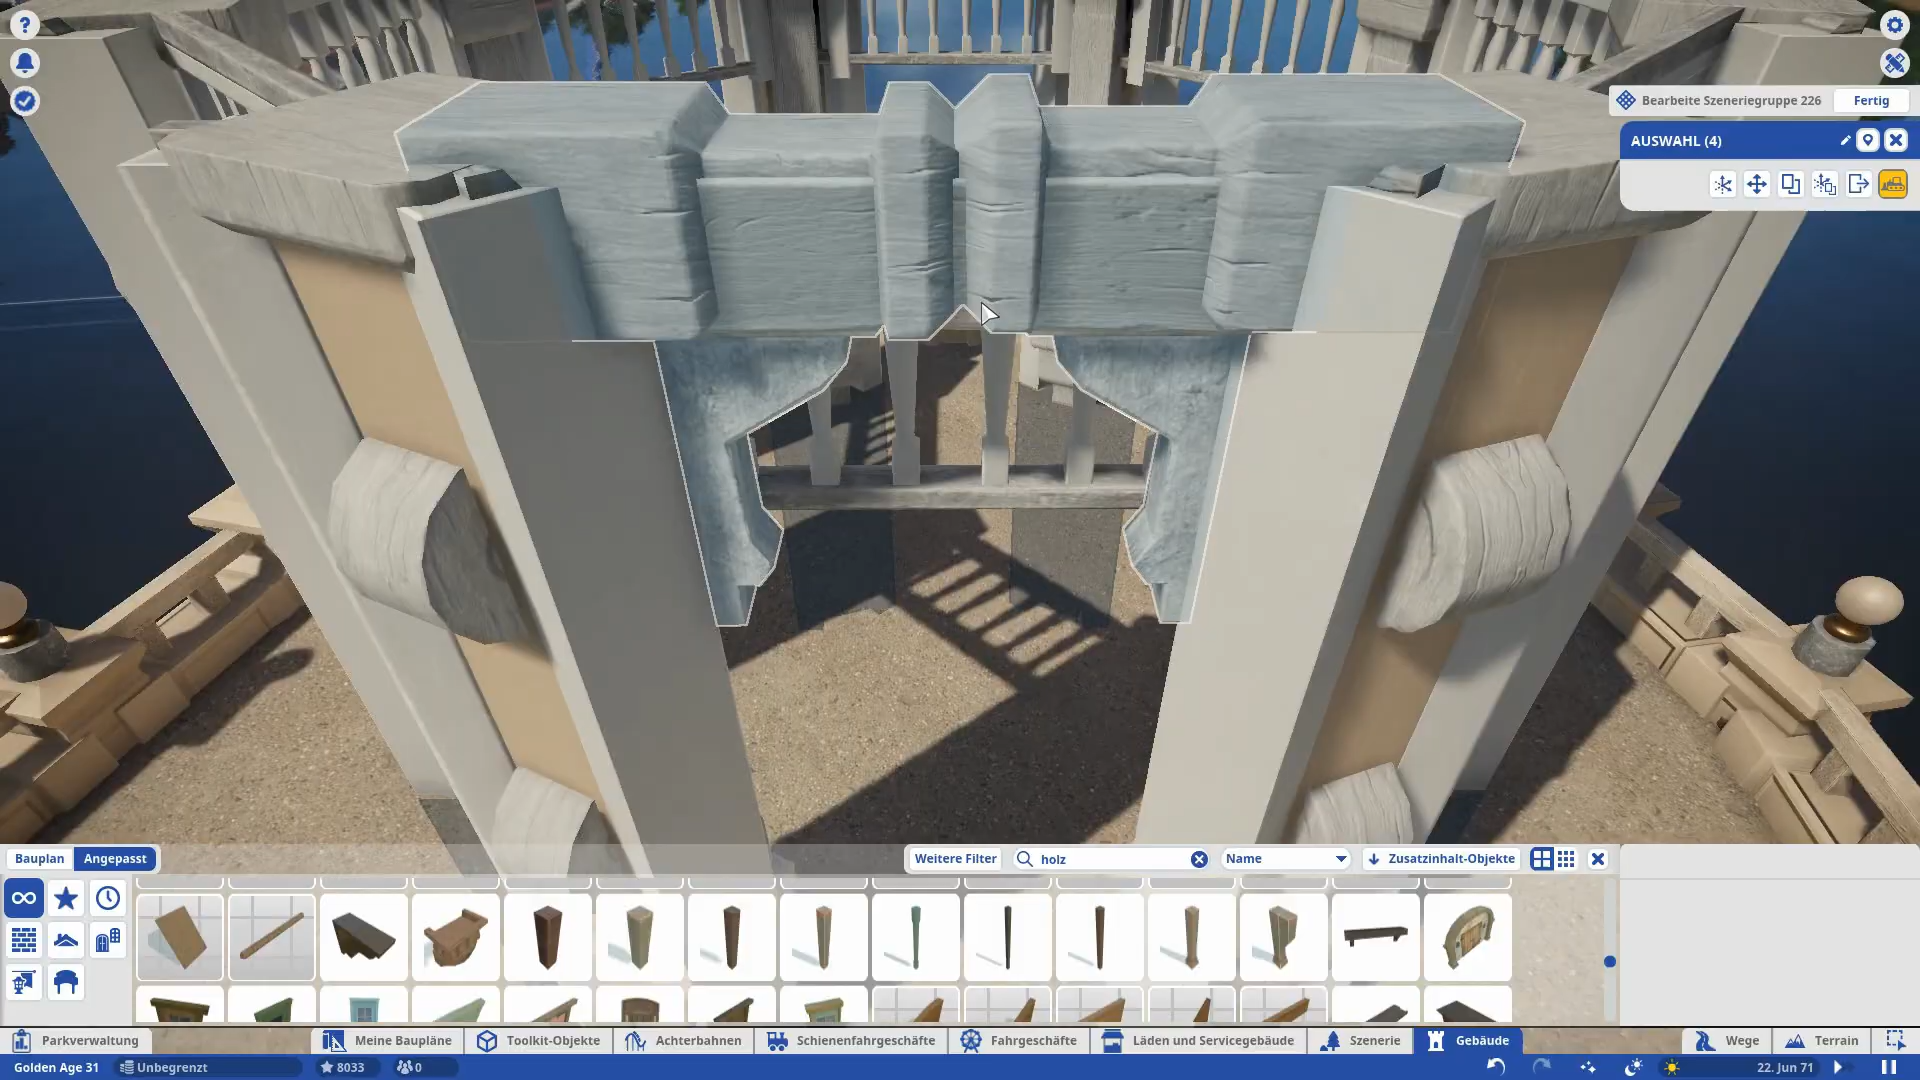 Bearbeite Szeneriegruppe 226
Fertig
AUSWAHL (4)
Bauplan
Angepasst
Weitere Filter
holz
Name
Zusatzinhalt-Objekte
Parkverwaltung
Meine Baupläne
Toolkit-Objekte
Achterbahnen
Schienenfahrgeschäfte
Fahrgeschäfte
Läden und Servicegebäude
Szenerie
Gebäude
Wege
Terrain
Golden Age 31
Unbegrenzt
8033
0
22. Jun 71